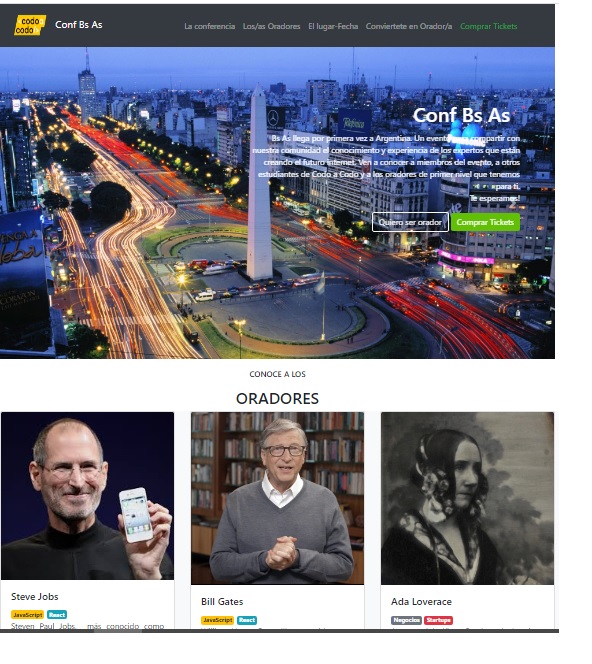 codo
codo
Conf Bs As
La conferencia Los/as Oradores El lugar-Fecha Conviertete en Orador/a Comprar Tickets
Conf Bs As
Bs As llega por primera vez a Argentina. Un evento compartir con
nuestra comunidad el conocimiento y experiencia de los expertos que están
creando el futuro Internet. Ven a conocer a miembros del evento, a otros
estudiantes de Codo a Codo y a los oradores de primer nivel que tenemos
para ti.
Te esperamos!
Quiero ser orador Comprar Tickets
CONOCE A LOS
ORADORES
Steve Jobs
JavaScript React
Steven Paul Jobs, más conocido como
Bill Gates
JavaScript React
Ada Loverace
Negocios Startups